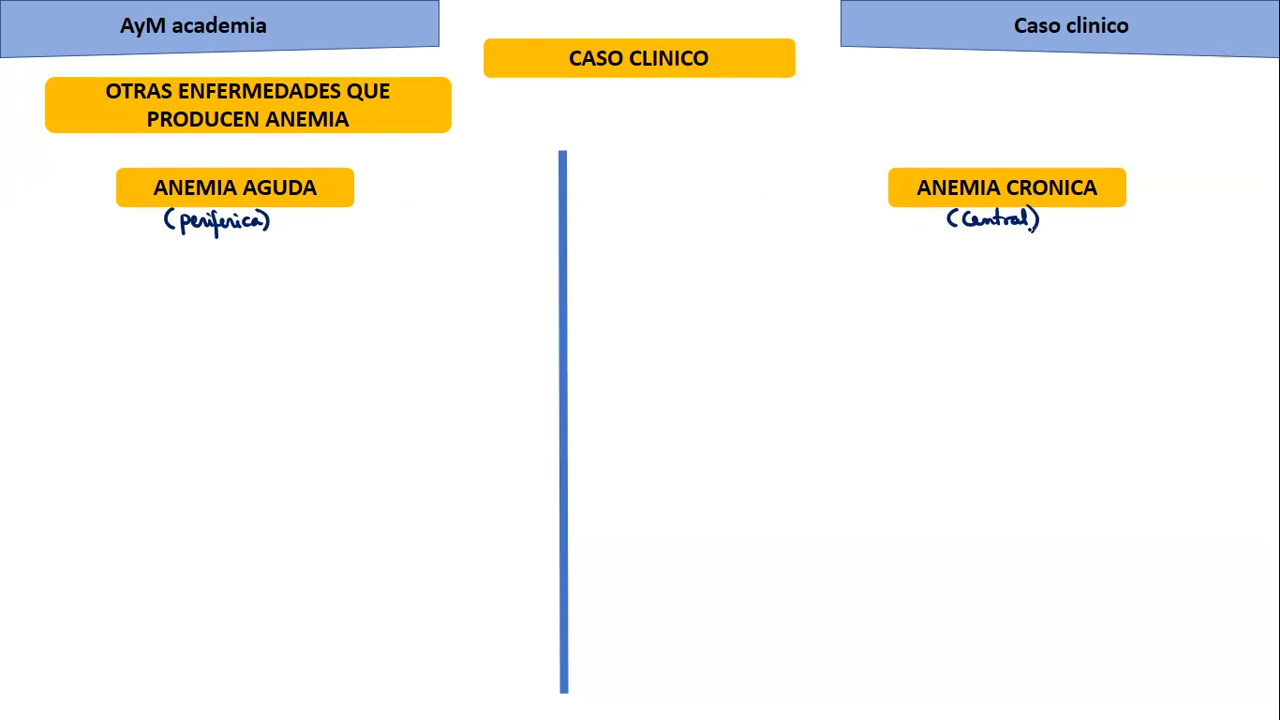 AyM academia
Caso clinico
CASO CLINICO
OTRAS ENFERMEDADES QUE
PRODUCEN ANEMIA
ANEMIA AGUDA
(periferica)
ANEMIA CRONICA
(Central)